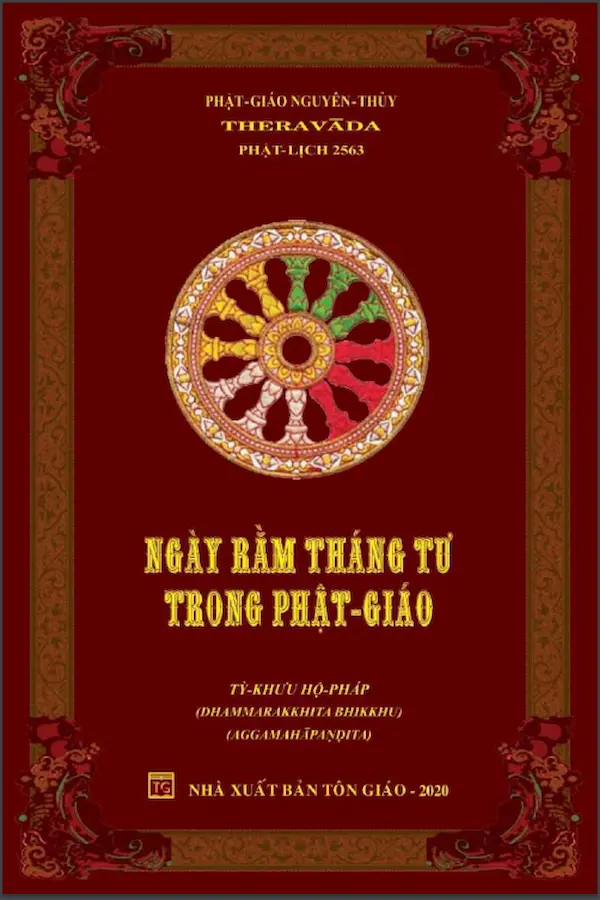 PHẬT-GIÁO NGUYÊN-THỦY
THERAVĀDA
PHẬT-LỊCH 2563
NGÀY RẰM THÁNG TƯ
TRONG PHẬT-GIÁO
TỲ-KHƯU HỘ-PHÁP
(DHAMMARAKKHITA BHIKKHU)
(AGGAMAHĀPAṆḌITA)
TG NHÀ XUẤT BẢN TÔN GIÁO - 2020